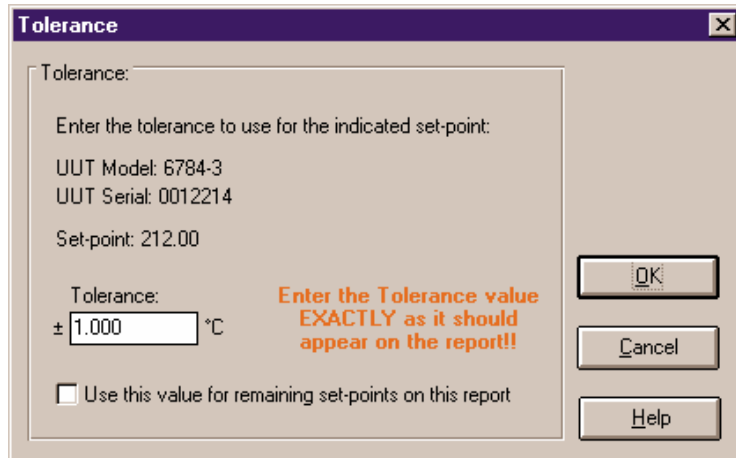 Tolerance
Tolerance:
Enter the tolerance to use for the indicated set-point:
UUT Model: 6784-3
UUT Serial: 0012214
Set-point: 212.00
Tolerance:
± 1.000 °C
Enter the Tolerance value
EXACTLY as it should
appear on the report!!
Use this value for remaining set-points on this report
OK
Cancel
Help